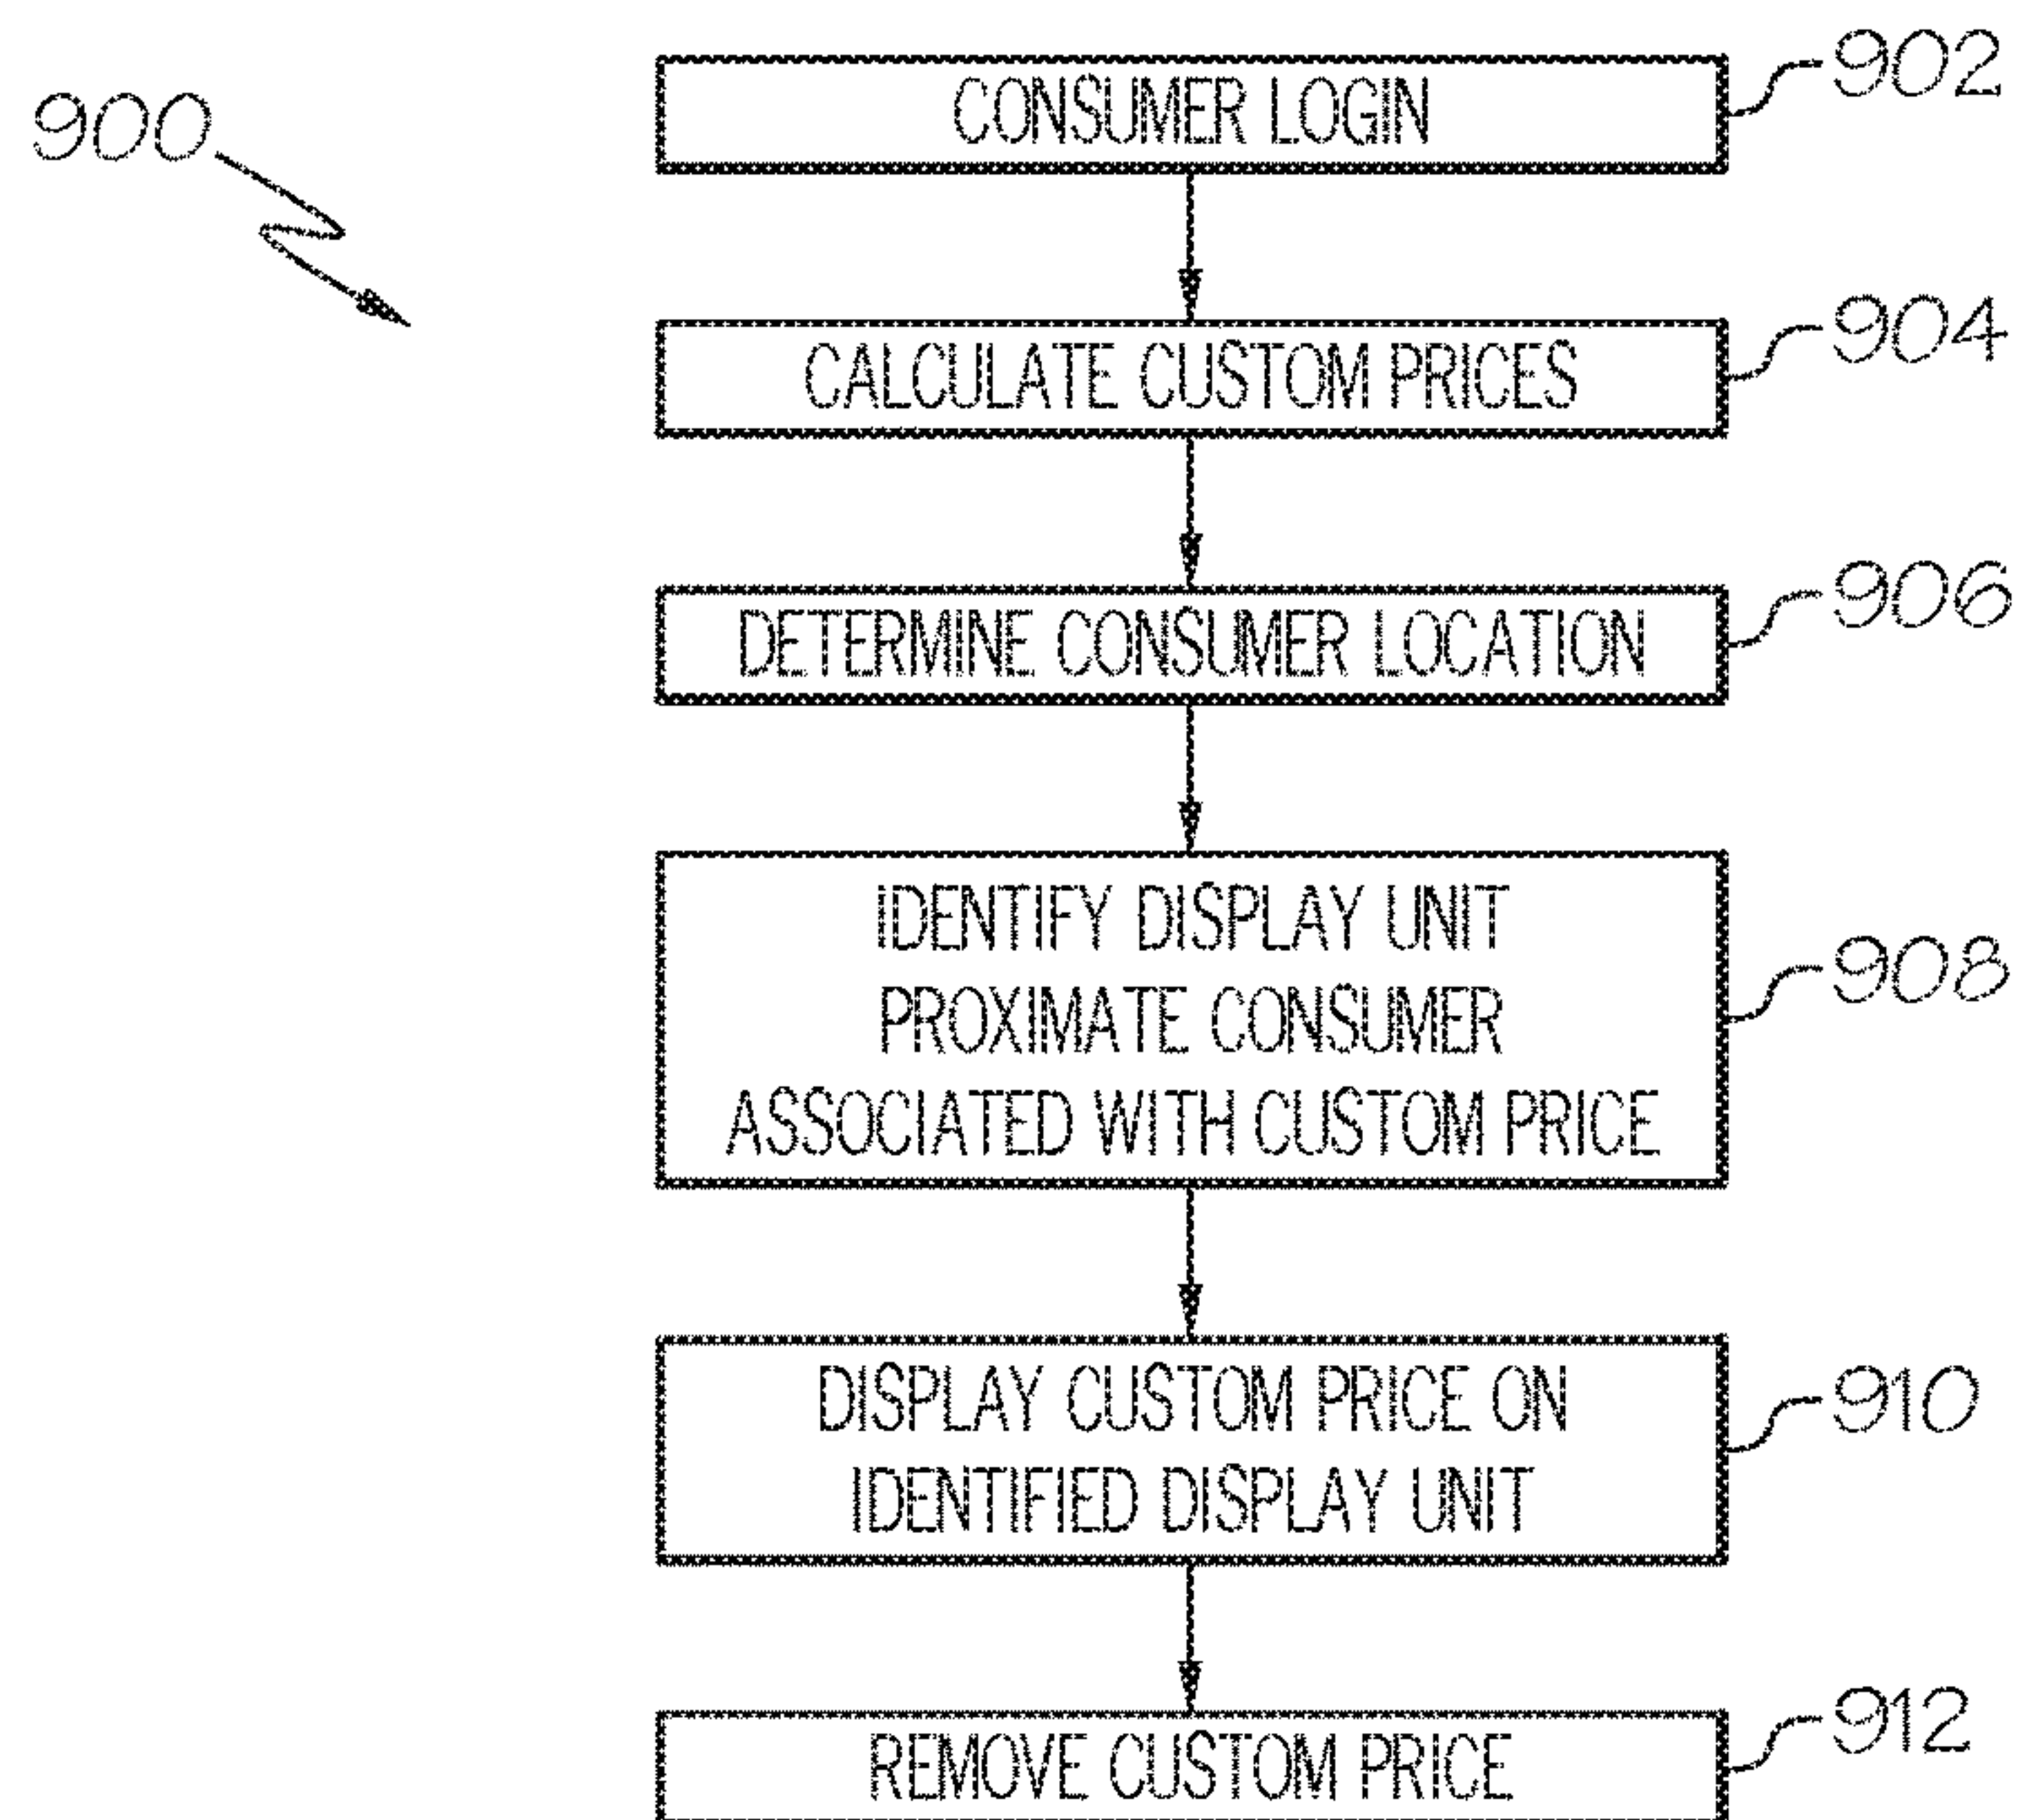 900
CONSUMER LOGIN
902
CALCULATE CUSTOM PRICES
904
DETERMINE CONSUMER LOCATION
906
IDENTIFY DISPLAY UNIT
PROXIMATE CONSUMER
ASSOCIATED WITH CUSTOM PRICE
908
DISPLAY CUSTOM PRICE ON
IDENTIFIED DISPLAY UNIT
910
REMOVE CUSTOM PRICE
912